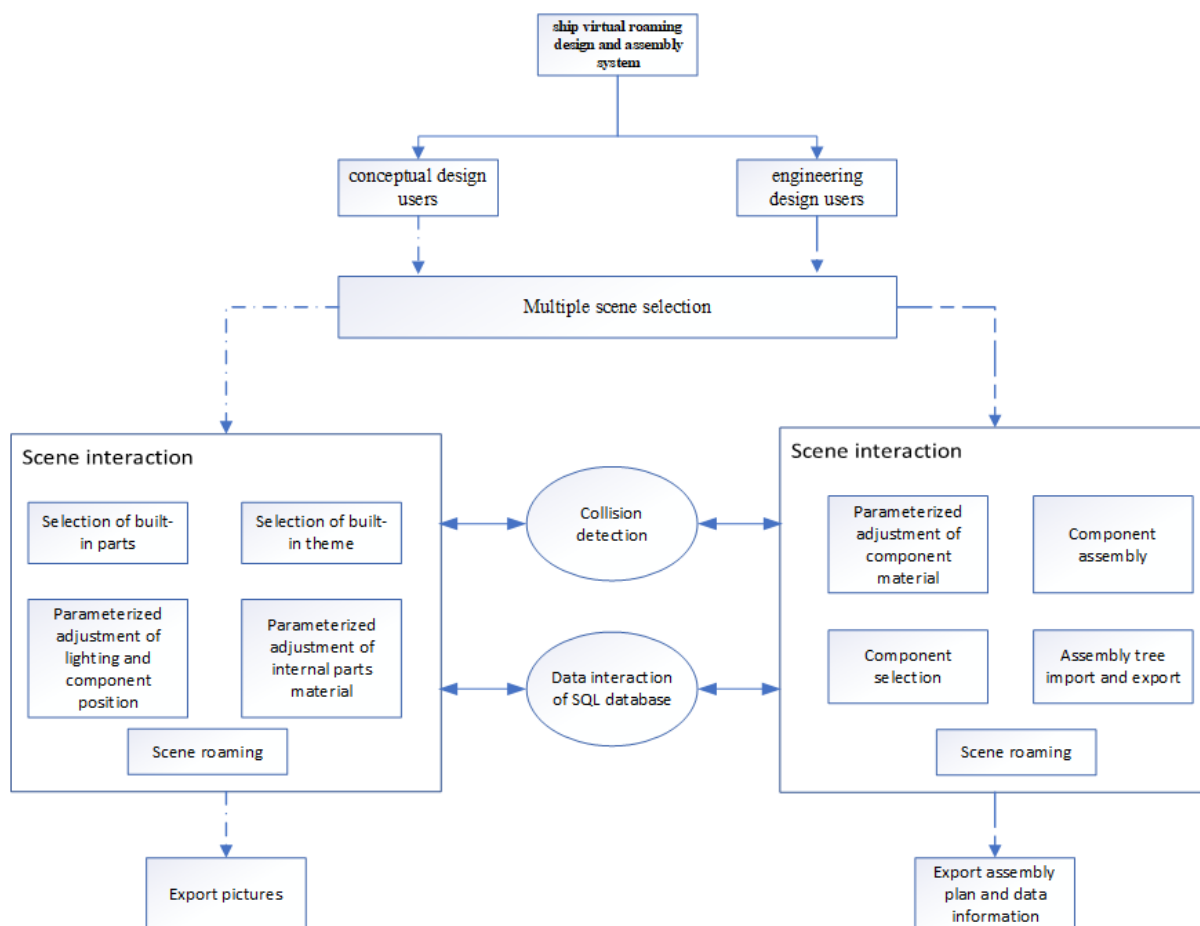 ship virtual roaming
design and assembly
system
conceptual design
users
engineering
design users
Multiple scene selection
Scene interaction
Selection of built-
in parts
Selection of built-
in theme
Parameterized
adjustment of
lighting and
component
position
Parameterized
adjustment of
internal parts
material
Scene roaming
Collision
detection
Data interaction
of SQL database
Scene interaction
Parameterized
adjustment of
component
material
Component
assembly
Component
selection
Assembly tree
import and export
Scene roaming
Export pictures
Export assembly
plan and data
information